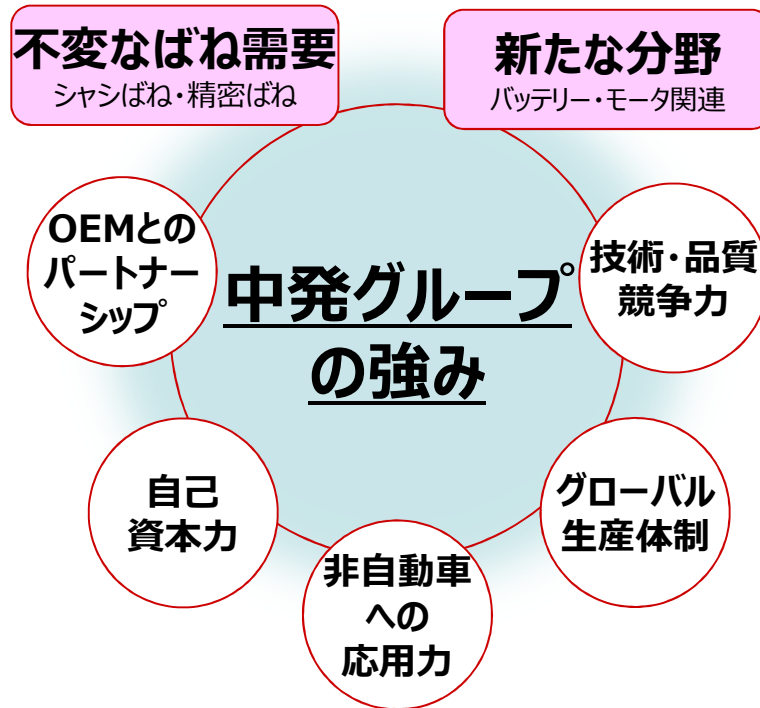 不変なばね需要
シャシばね・精密ばね
新たな分野
バッテリー・モータ関連
OEMとの
パートナー
シップ
中発グループ
の強み
技術・品質
競争力
自己
資本力
グローバル
生産体制
非自動車
への
応用力